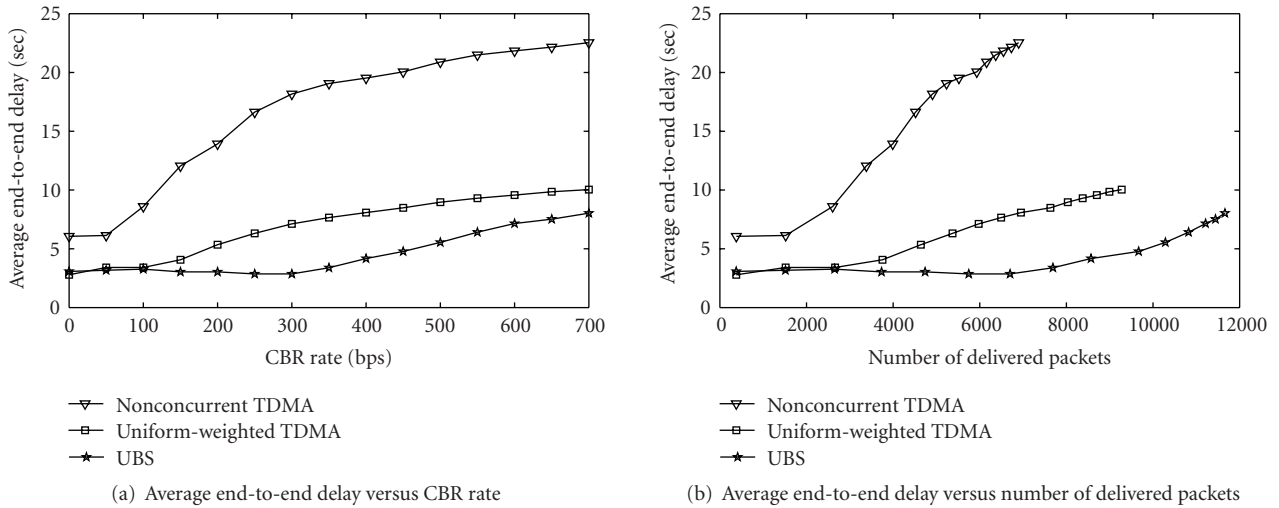 25
20
15
10
5
0
Average end-to-end delay (sec)
0 100 200 300 400 500 600 700
CBR rate (bps)
Nonconcurrent TDMA
Uniform-weighted TDMA
UBS
(a) Average end-to-end delay versus CBR rate
25
20
15
10
5
0
Average end-to-end delay (sec)
2000 4000 6000 8000 10000 12000
Number of delivered packets
Nonconcurrent TDMA
Uniform-weighted TDMA
UBS
(b) Average end-to-end delay versus number of delivered packets